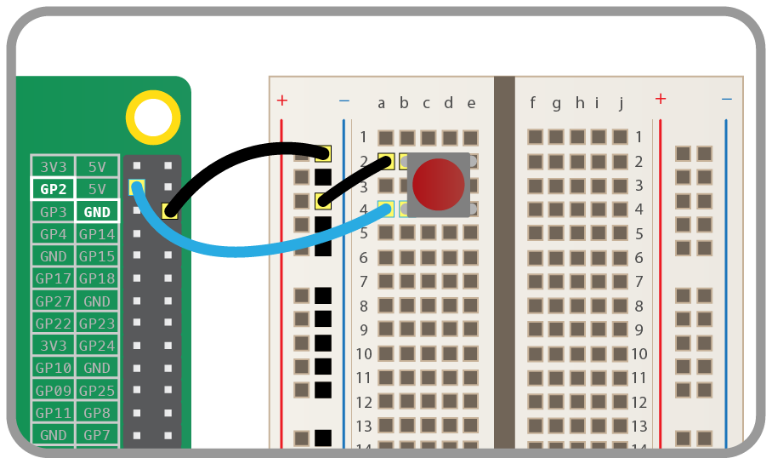 + − a b c d e f g h i j + −
1 1
3V3 5V 2 2
GP2 5V 3 3
GP3 GND 4 4
GP4 GP14 5 5
GND GP15 6 6
GP17 GP18 7 7
GP27 GND 8 8
GP22 GP23 9 9
3V3 GP24 10 10
GP10 GND 11 11
GP09 GP25 12 12
GP11 GP8 13 13
GND GP7 14 14